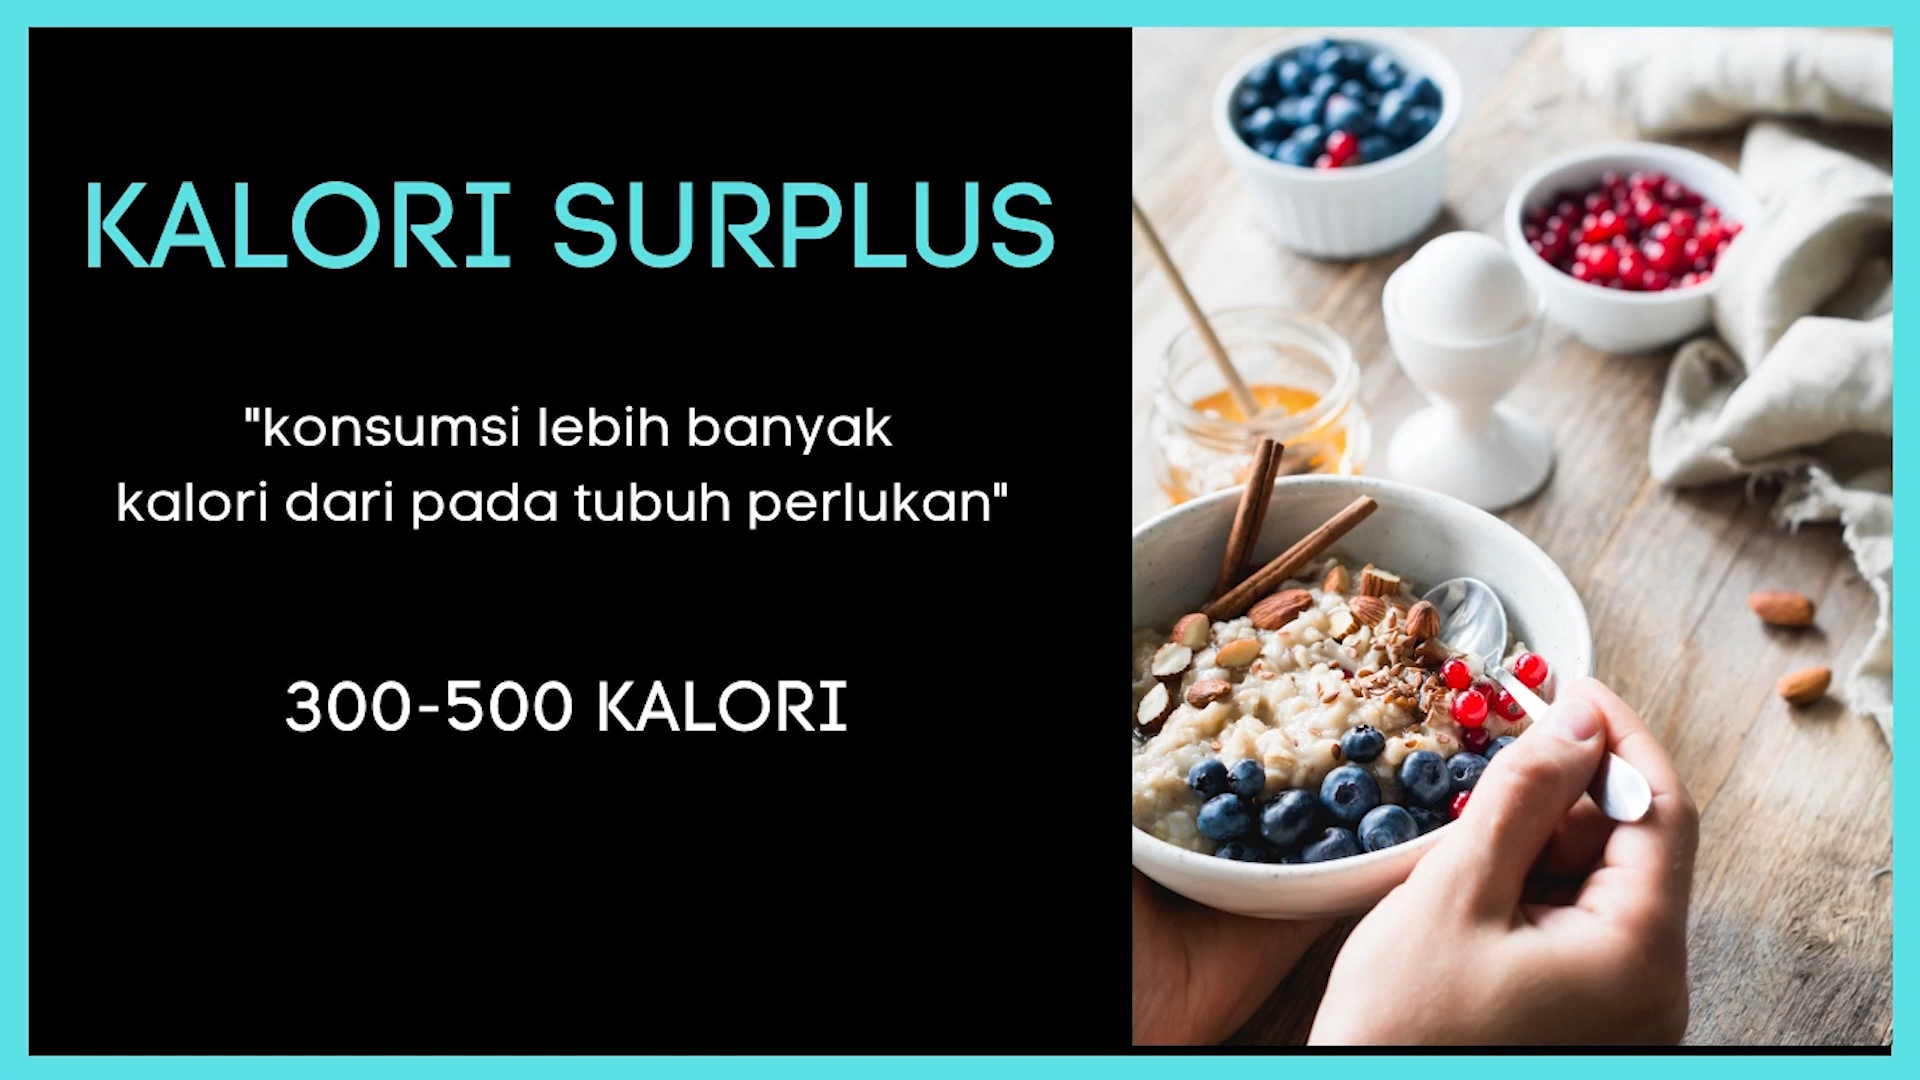 KALORI SURPLUS
"konsumsi lebih banyak
kalori dari pada tubuh perlukan"
300-500 KALORI